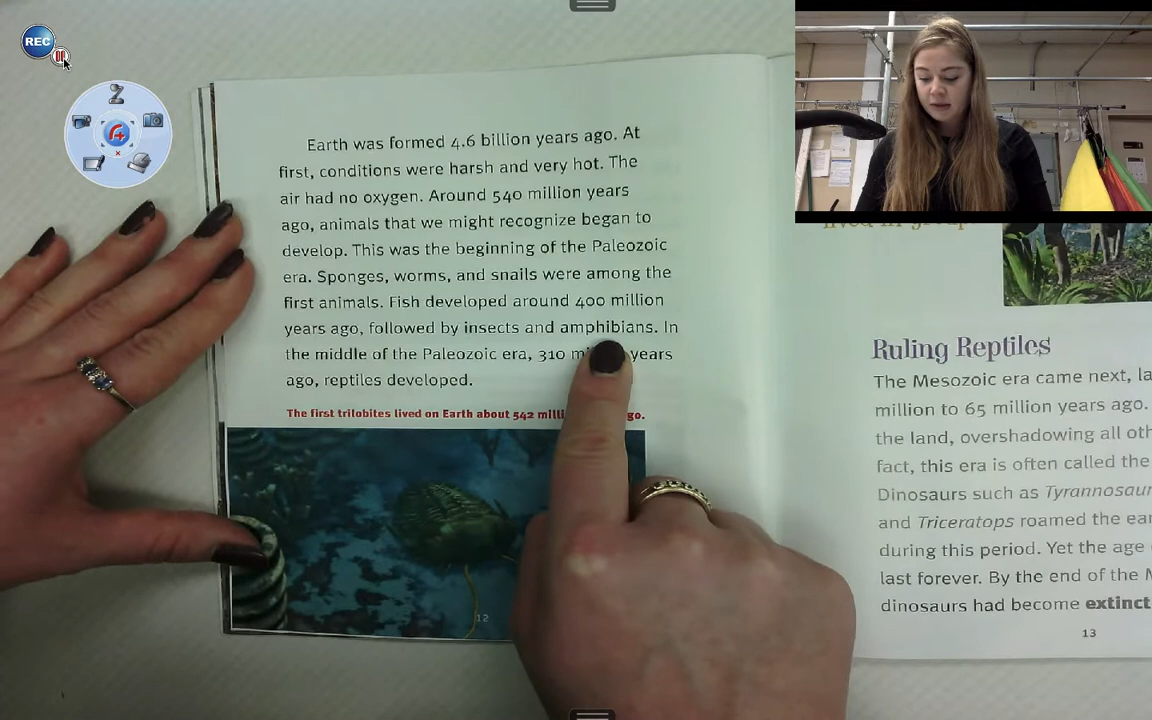 REC
Earth was formed 4.6 billion years ago. At
first, conditions were harsh and very hot. The
air had no oxygen. Around 540 million years
ago, animals that we might recognize began to
develop. This was the beginning of the Paleozoic
era. Sponges, worms, and snails were among the
first animals. Fish developed around 400 million
years ago, followed by insects and amphibians. In
the middle of the Paleozoic era, 310 years
ago, reptiles developed.
The first trilobites lived on Earth about 542 ago.
12
lived in
Ruling Reptiles
The Mesozoic era came next, la
million to 65 million years ago.
the land, overshadowing all oth
fact, this era is often called the
Dinosaurs such as Tyrannosaur
and Triceratops roamed the ear
during this period. Yet the age
last forever. By the end of the M
dinosaurs had become extinct
13